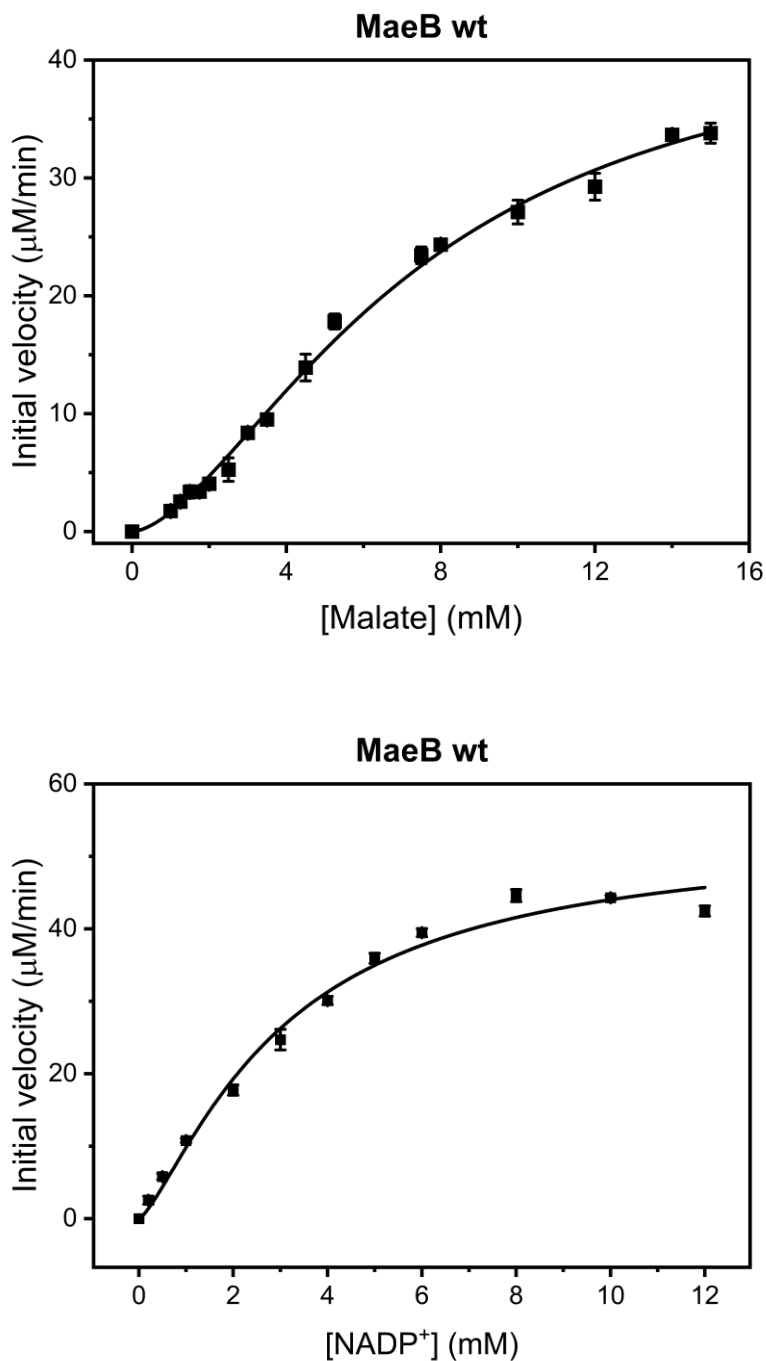 MaeB wt
40
30
20
10
0
Initial velocity (μM/min)
0 4 8 12 16
[Malate] (mM)
MaeB wt
60
40
20
0
Initial velocity (μM/min)
0 2 4 6 8 10 12
[NADP⁺] (mM)